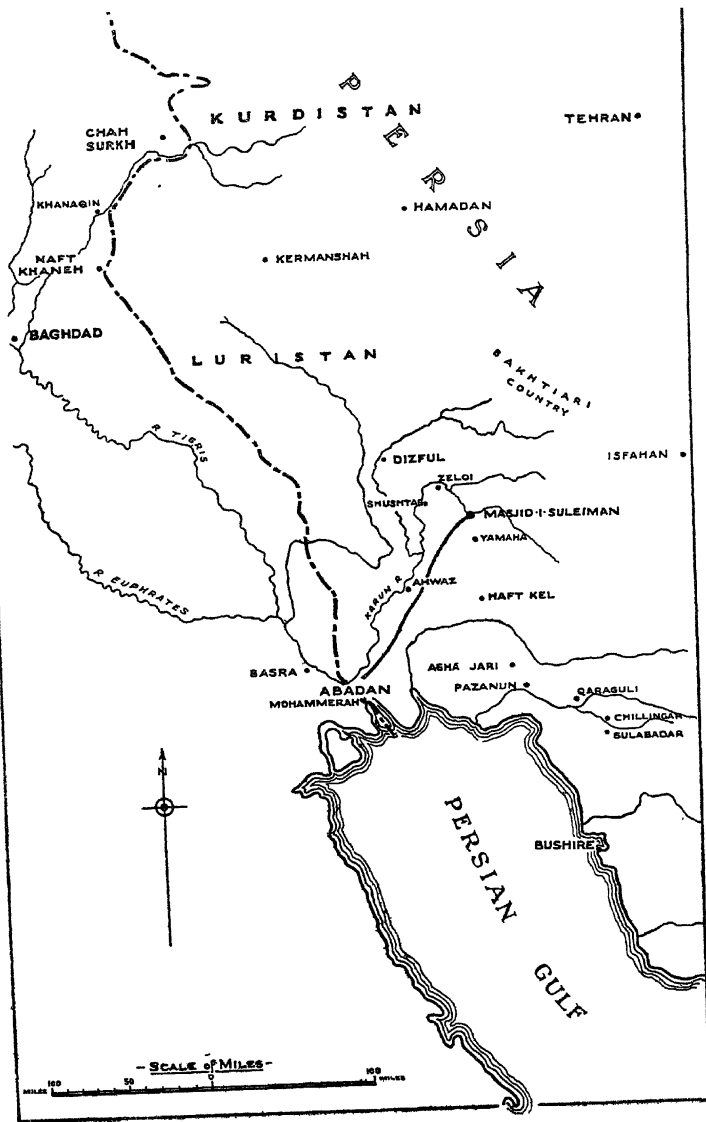 PERSIA
KURDISTAN
CHAH
SURKH
TEHRAN
KHANAQIN
HAMADAN
NAFT
KHANEH
KERMANSHAH
BAGHDAD
LURISTAN
BAKHTIARI
COUNTRY
R. TIGRIS
DIZFUL
ISFAHAN
ZELOI
SHUSHTAR
MASJID·I·SULEIMAN
YAMAHA
R. EUPHRATES
KARUN R.
AHWAZ
HAFT KEL
BASRA
AGHA JARI
ABADAN
PAZANUN
MOHAMMERAH
QARAGULI
CHILLINGAR
GULABADAR
N
PERSIAN GULF
BUSHIRE
- SCALE of MILES -
MILES 100 50 0 100 MILES